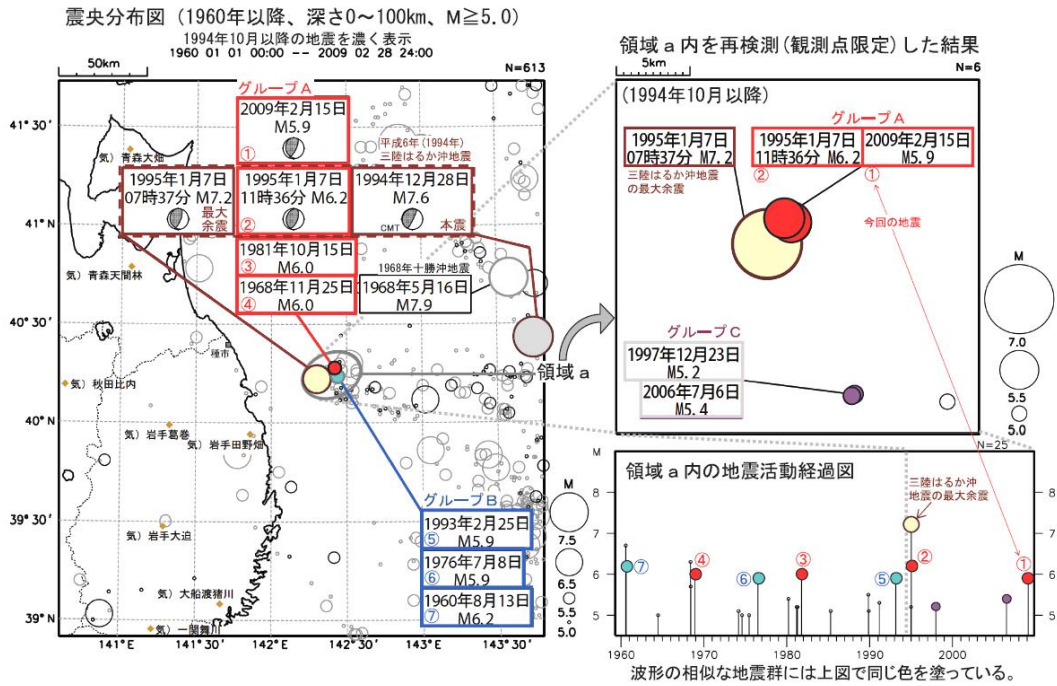 震央分布図（1960年以降、深さ0～100km、M≧5.0）
1994年10月以降の地震を濃く表示
1960 01 01 00:00 -- 2009 02 28 24:00
50km
N=613
グループA
2009年2月15日
M5.9
①
平成6年(1994年)
三陸はるか沖地震
1995年1月7日
07時37分 M7.2
最大
余震
1995年1月7日
11時36分 M6.2
②
1994年12月28日
M7.6
CMT
本震
1981年10月15日
③ M6.0
1968年11月25日
④ M6.0
1968年十勝沖地震
1968年5月16日
M7.9
気）青森大畑
気）青森天間林
種市
気）秋田比内
気）岩手葛巻
気）岩手田野畑
気）岩手大迫
気）大船渡猪川
気）一関舞川
領域a
グループB
1993年2月25日
⑤ M5.9
1976年7月8日
⑥ M5.9
1960年8月13日
⑦ M6.2
41°30'
41°N
40°30'
40°N
39°30'
39°N
141°E
141°30'
142°E
142°30'
143°E
143°30'
M
7.5
6.5
5.5
5.0
領域a内を再検測(観測点限定)した結果
5km
N=6
(1994年10月以降)
グループA
1995年1月7日
07時37分 M7.2
三陸はるか沖地震
の最大余震
1995年1月7日
11時36分 M6.2
②
2009年2月15日
M5.9
①
今回の地震
グループC
1997年12月23日
M5.2
2006年7月6日
M5.4
M
7.0
5.5
5.0
N=25
領域a内の地震活動経過図
三陸はるか沖
地震の最大余震
⑦
④
⑥
③
⑤
②
①
8
7
6
5
8
7
6
5
1960
1970
1980
1990
2000
波形の相似な地震群には上図で同じ色を塗っている。